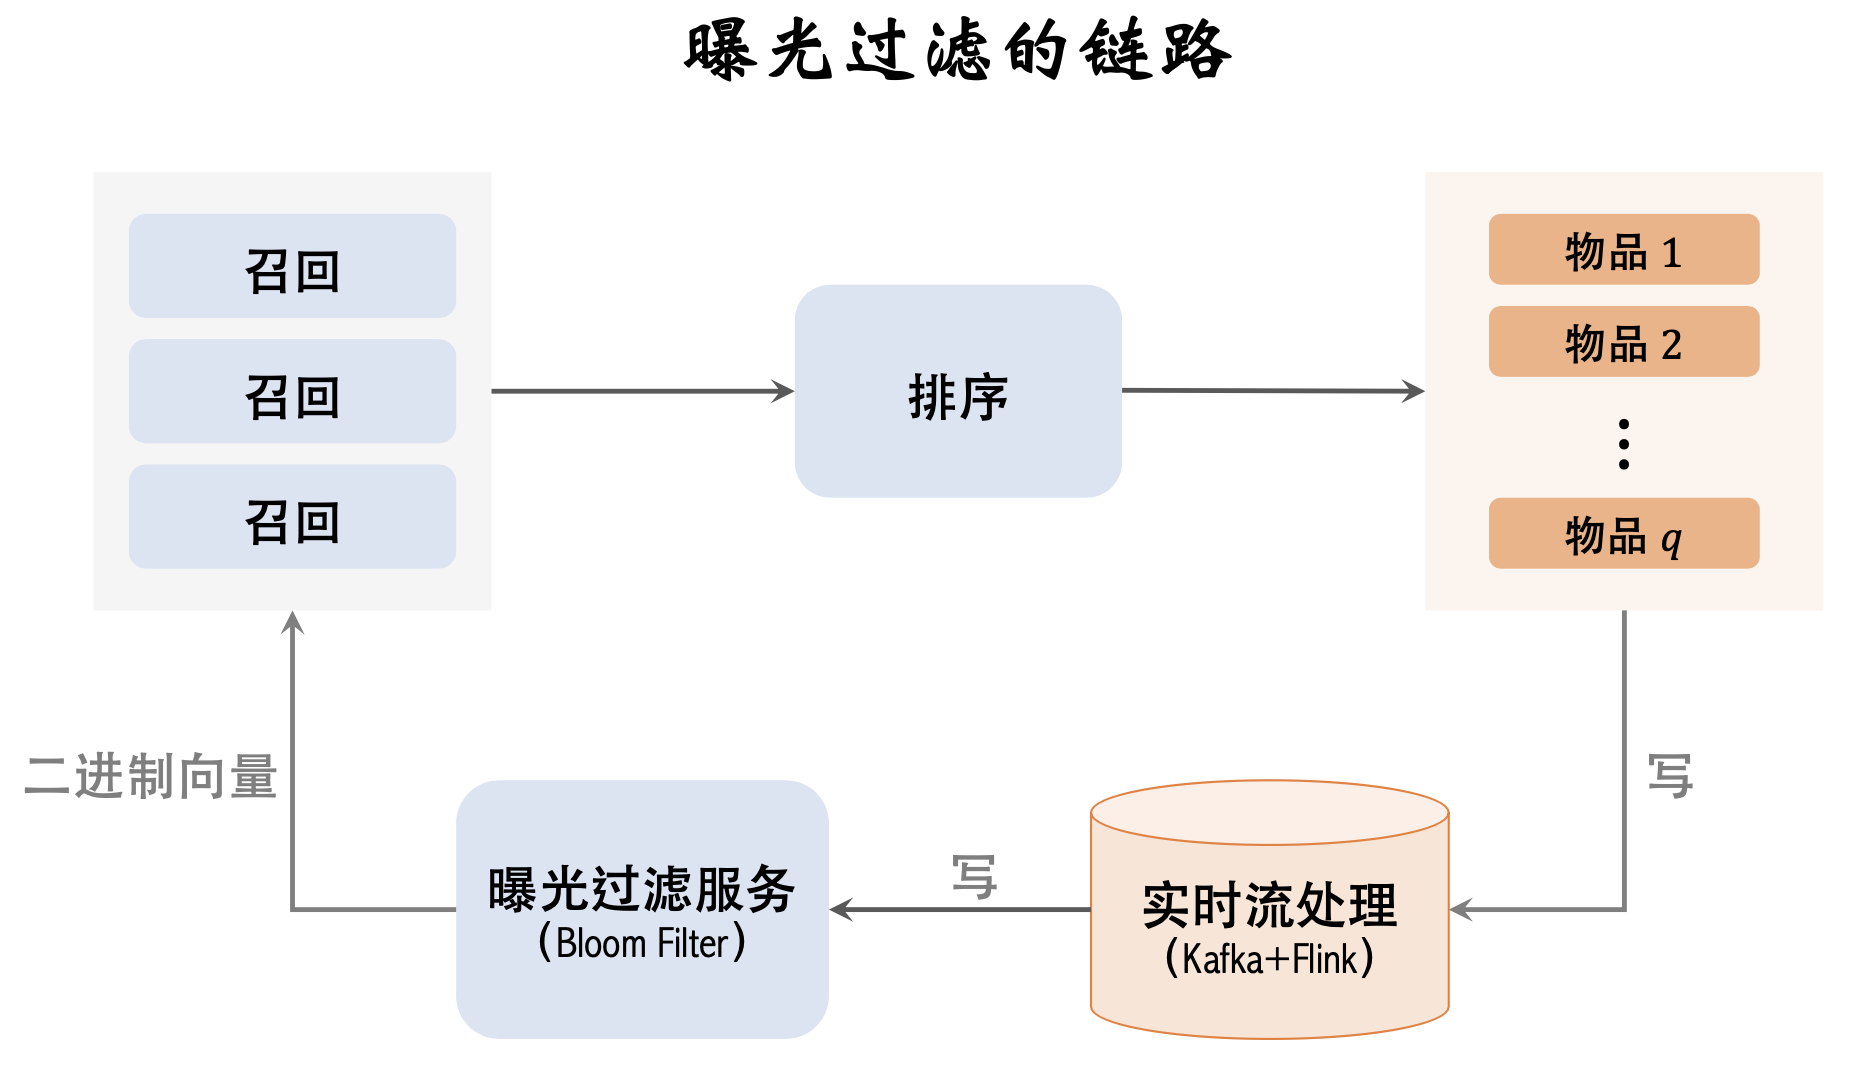 曝光过滤的链路
召回
召回
召回
排序
物品 1
物品 2
⋮
物品 q
二进制向量
写
写
曝光过滤服务
(Bloom Filter)
实时流处理
(Kafka+Flink)